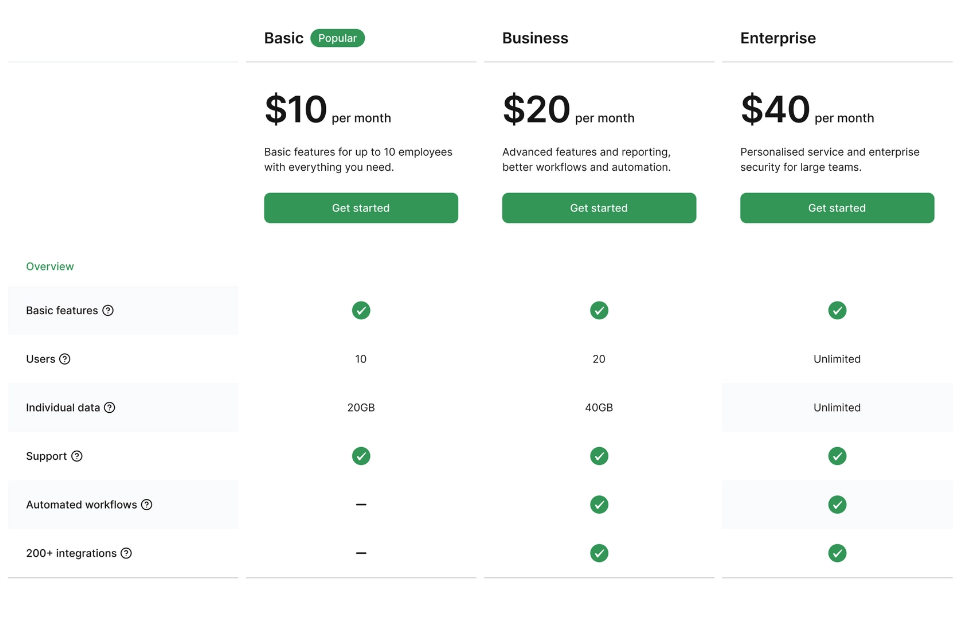 Basic Popular Business Enterprise
$10 per month $20 per month $40 per month
Basic features for up to 10 employees
with everything you need.
Advanced features and reporting,
better workflows and automation.
Personalised service and enterprise
security for large teams.
Get started Get started Get started
Overview
Basic features
Users 10 20 Unlimited
Individual data 20GB 40GB Unlimited
Support
Automated workflows — 
200+ integrations —